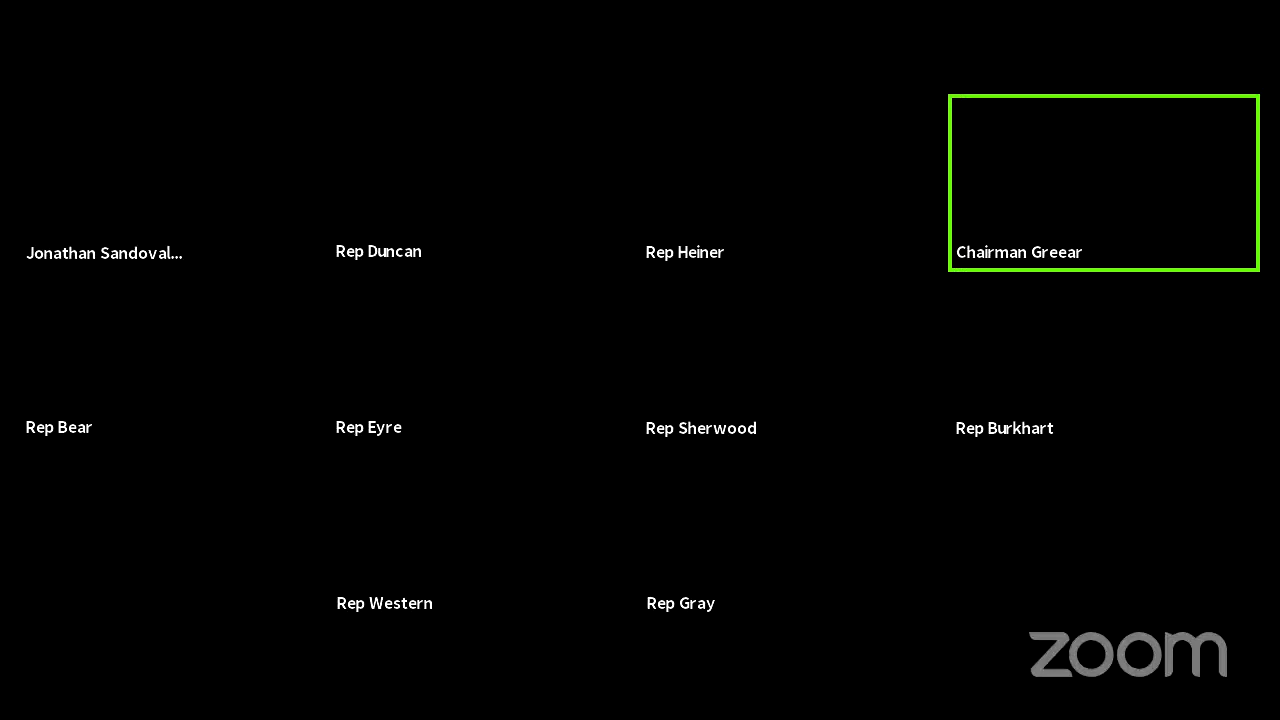 Jonathan Sandoval...
Rep Duncan
Rep Heiner
Chairman Greear
Rep Bear
Rep Eyre
Rep Sherwood
Rep Burkhart
Rep Western
Rep Gray
zoom